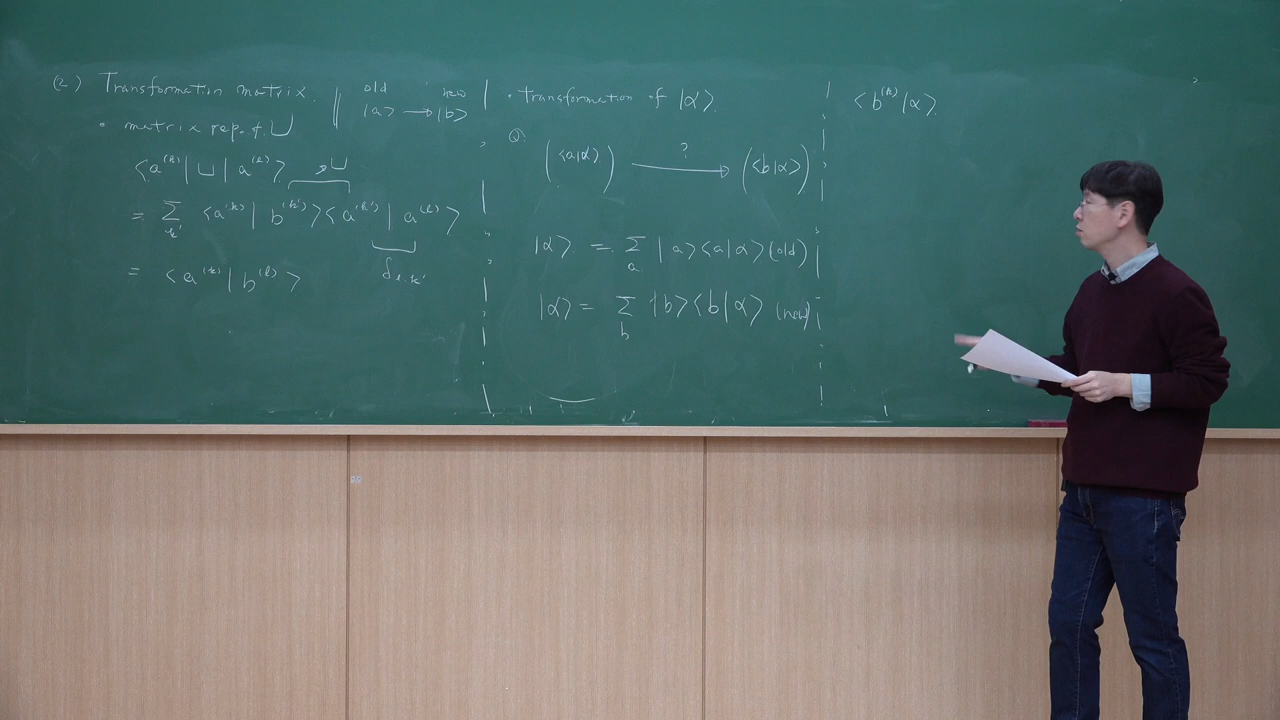 (2) Transformation matrix.
old new
|a> → |b>
• matrix rep. of U
<a^(k)|U|a^(l)> → U
= Σ_k' <a^(k)|b^(k')><a^(k')|a^(l)>
δ_l,k'
= <a^(k)|b^(l)>
• transformation of |α>.
Q.
(<a|α>) →? (<b|α>)
|α> = Σ_a |a><a|α> (old)
|α> = Σ_b |b><b|α> (new)
<b^(k)|α>.